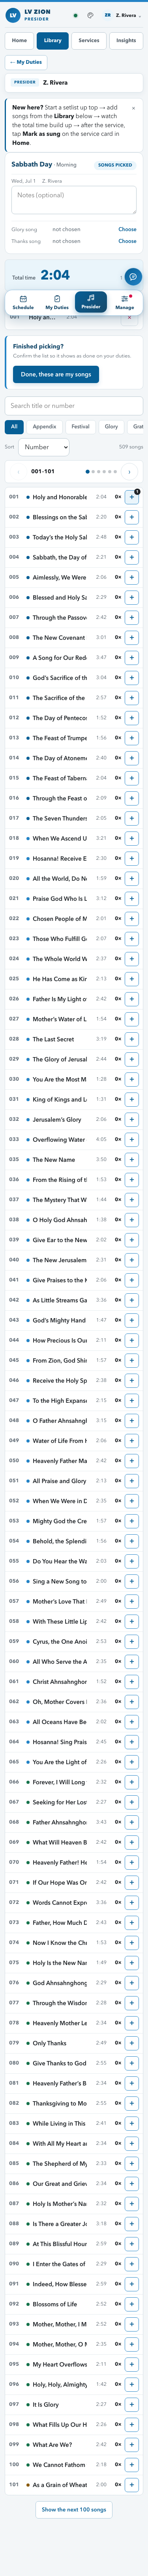 LV
LV ZION
PRESIDER
ZR
Z. Rivera
Home
Library
Services
Insights
← My Duties
PRESIDER
Z. Rivera
New here? Start a setlist up top — add
songs from the Library below — watch
the total time build up — after the service,
tap Mark as sung on the service card in
Home.
×
Sabbath Day · Morning
SONGS PICKED
Wed, Jul 1 Z. Rivera
Notes (optional)
Glory song not chosen Choose
Thanks song not chosen Choose
Total time 2:04
Schedule
My Duties
Presider
Manage
Finished picking?
Confirm the list so it shows as done on your duties.
Done, these are my songs
Search title or number
All
Appendix
Festival
Glory
Grat
Sort
Number
509 songs
‹
001-101
›
001 Holy and Honorable 2:04 0× + 1
002 Blessings on the Sa 2:20 0× +
003 Today's the Holy Sa 2:48 0× +
004 Sabbath, the Day of 2:21 0× +
005 Aimlessly, We Were 2:06 0× +
006 Blessed and Holy Sa 2:29 0× +
007 Through the Passov 2:42 0× +
008 The New Covenant 3:01 0× +
009 A Song for Our Red 3:47 0× +
010 God's Sacrifice of th 3:04 0× +
011 The Sacrifice of the 2:57 0× +
012 The Day of Penteco 1:52 0× +
013 The Feast of Trumpe 1:56 0× +
014 The Day of Atonem 2:40 0× +
015 The Feast of Taberna 2:04 0× +
016 Through the Feast o 2:09 0× +
017 The Seven Thunders 2:05 0× +
018 When We Ascend U 3:21 0× +
019 Hosanna! Receive E 2:30 0× +
020 All the World, Do N 1:59 0× +
021 Praise God Who Is L 3:12 0× +
022 Chosen People of M 2:01 0× +
023 Those Who Fulfill G 2:07 0× +
024 The Whole World W 2:37 0× +
025 He Has Come as Kin 2:13 0× +
026 Father Is My Light o 2:42 0× +
027 Mother's Water of L 1:54 0× +
028 The Last Secret 3:19 0× +
029 The Glory of Jerusal 2:44 0× +
030 You Are the Most M 1:28 0× +
031 King of Kings and L 1:31 0× +
032 Jerusalem's Glory 2:06 0× +
033 Overflowing Water 4:05 0× +
035 The New Name 3:50 0× +
036 From the Rising of t 1:53 0× +
037 The Mystery That W 1:44 0× +
038 O Holy God Ahnsah 1:38 0× +
039 Give Ear to the New 2:02 0× +
040 The New Jerusalem 2:31 0× +
041 Give Praises to the 2:06 0× +
042 As Little Streams Ga 3:36 0× +
043 God's Mighty Hand 1:47 0× +
044 How Precious Is Our 2:11 0× +
045 From Zion, God Shi 1:57 0× +
046 Receive the Holy Sp 2:38 0× +
047 To the High Expans 2:15 0× +
048 O Father Ahnsahngh 3:15 0× +
049 Water of Life From 2:06 0× +
050 Heavenly Father Ma 2:42 0× +
051 All Praise and Glory 2:13 0× +
052 When We Were in D 2:35 0× +
053 Mighty God the Cre 1:57 0× +
054 Behold, the Splendi 1:56 0× +
055 Do You Hear the Wa 2:03 0× +
056 Sing a New Song to 2:00 0× +
057 Mother's Love That 2:49 0× +
058 With These Little Lip 2:42 0× +
059 Cyrus, the One Anoi 2:53 0× +
060 All Who Serve the A 2:35 0× +
061 Christ Ahnsahnghon 1:52 0× +
062 Oh, Mother Covers 2:36 0× +
063 All Oceans Have Be 2:02 0× +
064 Hosanna! Sing Prais 2:45 0× +
065 You Are the Light of 2:26 0× +
066 Forever, I Will Long 2:32 0× +
067 Seeking for Her Los 2:27 0× +
068 Father Ahnsahngho 3:43 0× +
069 What Will Heaven B 2:42 0× +
070 Heavenly Father! He 1:54 0× +
071 If Our Hope Was On 2:42 0× +
072 Words Cannot Expr 3:36 0× +
073 Father, How Much D 2:43 0× +
074 Now I Know the Ch 1:53 0× +
075 Holy Is the New Nam 1:49 0× +
076 God Ahnsahnghong 2:29 0× +
077 Through the Wisdom 2:28 0× +
078 Heavenly Mother Le 2:34 0× +
079 Only Thanks 2:49 0× +
080 Give Thanks to God 2:55 0× +
081 Heavenly Father's B 2:34 0× +
082 Thanksgiving to Mo 2:55 0× +
083 While Living in This 2:41 0× +
084 With All My Heart a 2:34 0× +
085 The Shepherd of My 2:33 0× +
086 Our Great and Grie 2:34 0× +
087 Holy Is Mother's Na 2:32 0× +
088 Is There a Greater J 3:18 0× +
089 At This Blissful Hour 2:59 0× +
090 I Enter the Gates of 2:29 0× +
091 Indeed, How Blesse 2:59 0× +
092 Blossoms of Life 2:52 0× +
093 Mother, Mother, I M 2:52 0× +
094 Mother, Mother, O 2:35 0× +
095 My Heart Overflows 2:11 0× +
096 Holy, Holy, Almighty 1:42 0× +
097 It Is Glory 2:27 0× +
098 What Fills Up Our H 2:26 0× +
099 What Are We? 2:42 0× +
100 We Cannot Fathom 2:18 0× +
101 As a Grain of Wheat 2:00 0× +
Show the next 100 songs